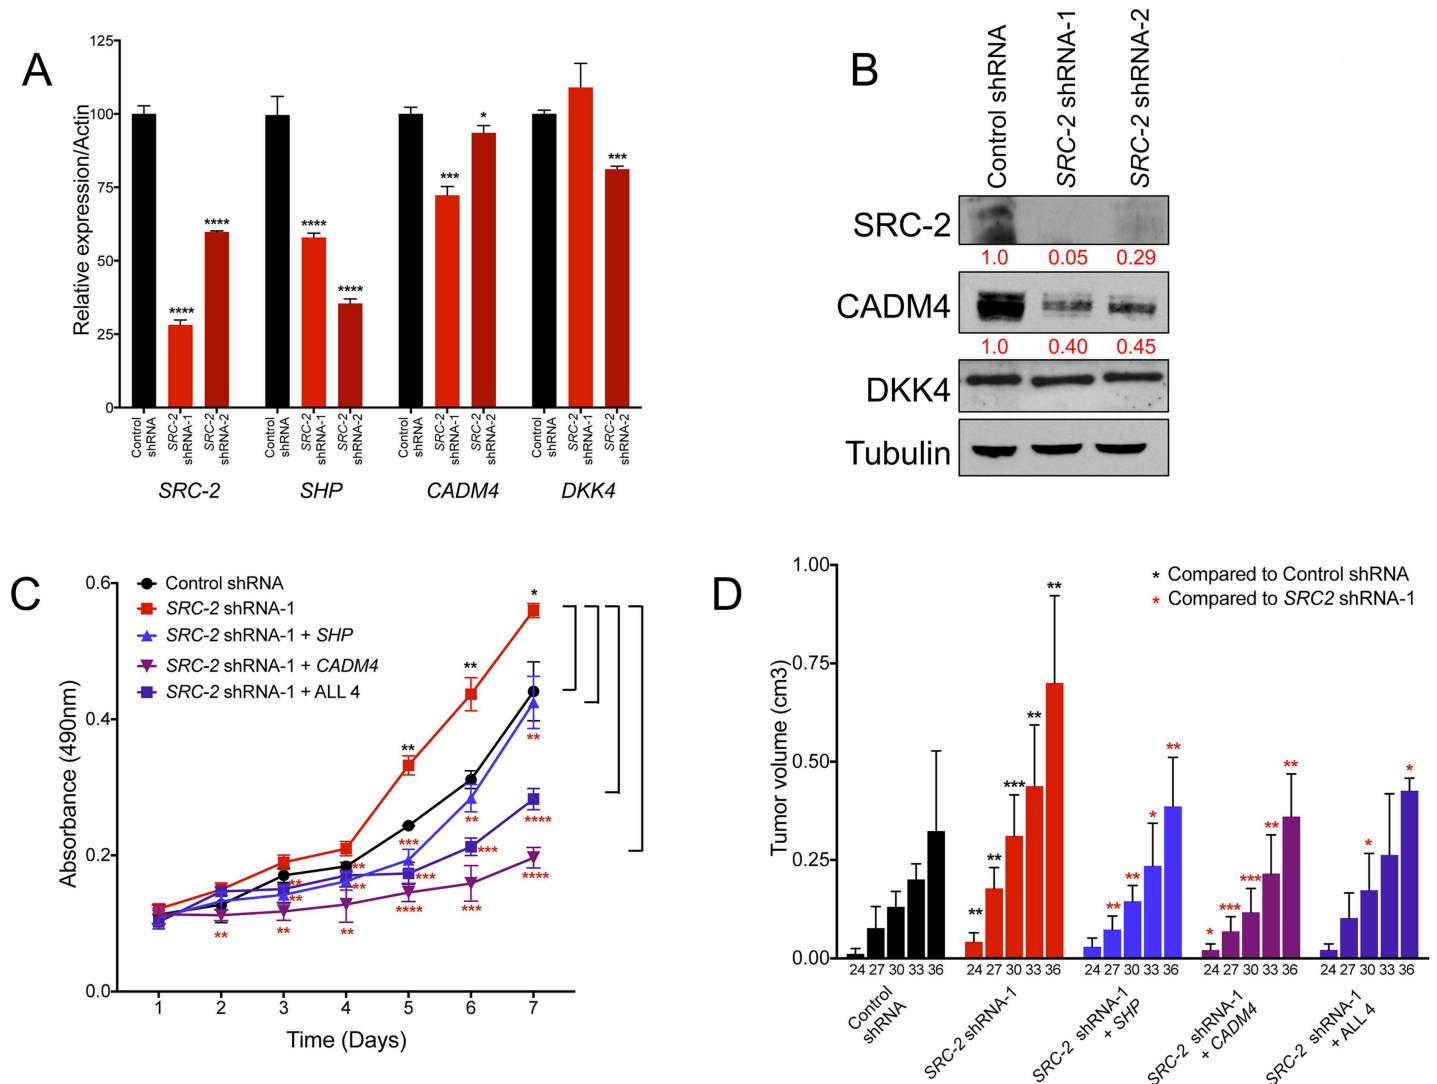 A
125
100
75
50
25
0
Relative expression/Actin
****
****
****
****
***
*
***
Control shRNA
SRC-2 shRNA-1
SRC-2 shRNA-2
Control shRNA
SRC-2 shRNA-1
SRC-2 shRNA-2
Control shRNA
SRC-2 shRNA-1
SRC-2 shRNA-2
Control shRNA
SRC-2 shRNA-1
SRC-2 shRNA-2
SRC-2
SHP
CADM4
DKK4
B
Control shRNA
SRC-2 shRNA-1
SRC-2 shRNA-2
SRC-2
1.0 0.05 0.29
CADM4
1.0 0.40 0.45
DKK4
Tubulin
C
Control shRNA
SRC-2 shRNA-1
SRC-2 shRNA-1 + SHP
SRC-2 shRNA-1 + CADM4
SRC-2 shRNA-1 + ALL 4
0.6
0.4
0.2
0.0
Absorbance (490nm)
*
**
**
**
**
****
***
***
****
**
**
***
***
****
**
**
**
**
**
**
1 2 3 4 5 6 7
Time (Days)
D
* Compared to Control shRNA
* Compared to SRC2 shRNA-1
1.00
0.75
0.50
0.25
0.00
Tumor volume (cm3)
**
**
***
**
**
**
**
*
**
*
***
***
**
**
*
*
24 27 30 33 36
24 27 30 33 36
24 27 30 33 36
24 27 30 33 36
24 27 30 33 36
Control
shRNA
SRC-2 shRNA-1
SRC-2 shRNA-1
+ SHP
SRC-2 shRNA-1
+ CADM4
SRC-2 shRNA-1
+ ALL 4